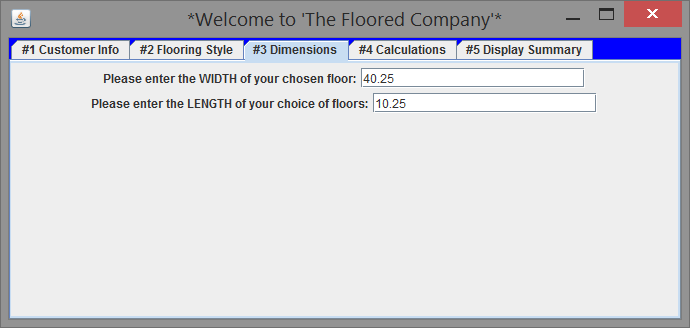 *Welcome to 'The Floored Company'*
#1 Customer Info #2 Flooring Style #3 Dimensions #4 Calculations #5 Display Summary
Please enter the WIDTH of your chosen floor: 40.25
Please enter the LENGTH of your choice of floors: 10.25